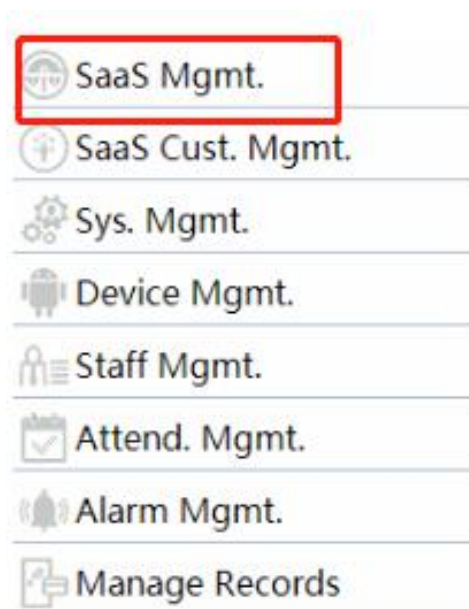 SaaS Mgmt.
SaaS Cust. Mgmt.
Sys. Mgmt.
Device Mgmt.
Staff Mgmt.
Attend. Mgmt.
Alarm Mgmt.
Manage Records